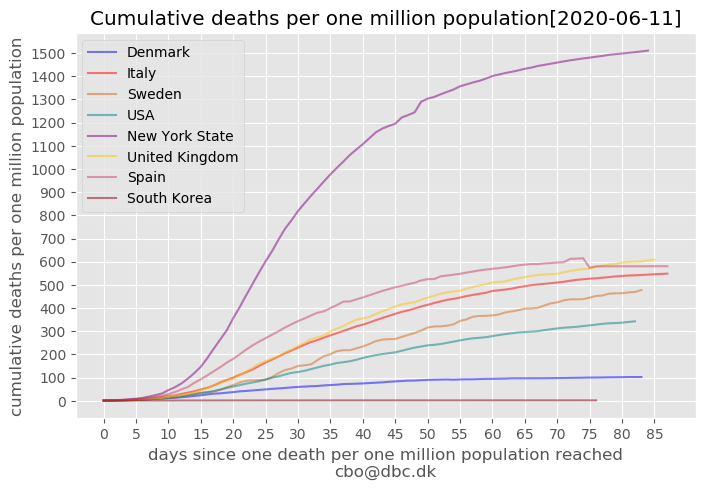 Cumulative deaths per one million population[2020-06-11]
cumulative deaths per one million population
1500
1400
1300
1200
1100
1000
900
800
700
600
500
400
300
200
100
0
Denmark
Italy
Sweden
USA
New York State
United Kingdom
Spain
South Korea
0 5 10 15 20 25 30 35 40 45 50 55 60 65 70 75 80 85
days since one death per one million population reached
cbo@dbc.dk